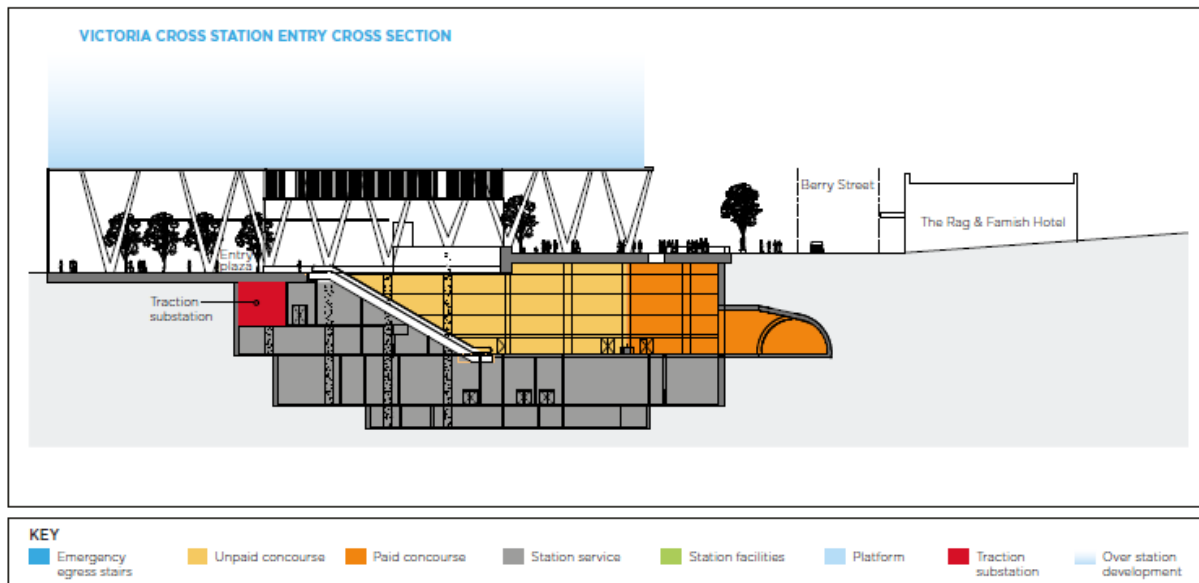 VICTORIA CROSS STATION ENTRY CROSS SECTION
Berry Street
The Rag & Famish Hotel
Entry
plaza
Traction
substation
KEY
Emergency
egress stairs
Unpaid concourse
Paid concourse
Station service
Station facilities
Platform
Traction
substation
Over station
development